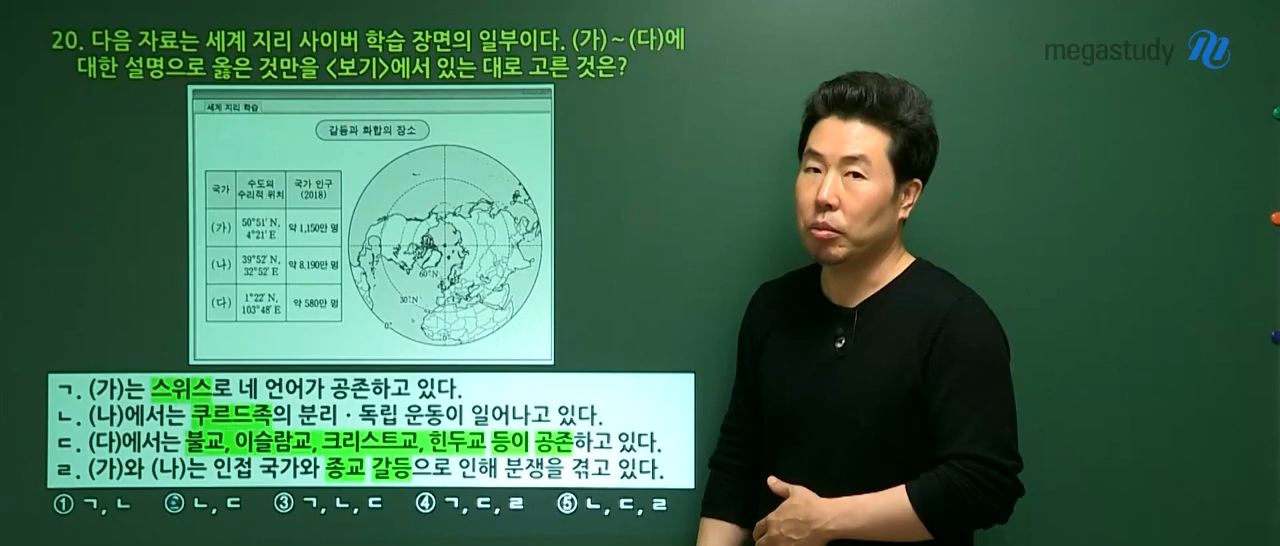 20. 다음 자료는 세계 지리 사이버 학습 장면의 일부이다. (가) ~ (다)에
대한 설명으로 옳은 것만을 <보기>에서 있는 대로 고른 것은?
megastudy
세계 지리 학습
갈등과 화합의 장소
국가 수도의 수리적 위치 국가 인구 (2018)
(가) 50°51′ N, 4°21′ E 약 1,150만 명
(나) 39°52′ N, 32°52′ E 약 8,190만 명
(다) 1°22′ N, 103°48′ E 약 580만 명
60°N
30°N
0°
ㄱ. (가)는 스위스로 네 언어가 공존하고 있다.
ㄴ. (나)에서는 쿠르드족의 분리 · 독립 운동이 일어나고 있다.
ㄷ. (다)에서는 불교, 이슬람교, 크리스트교, 힌두교 등이 공존하고 있다.
ㄹ. (가)와 (나)는 인접 국가와 종교 갈등으로 인해 분쟁을 겪고 있다.
① ㄱ, ㄴ ② ㄴ, ㄷ ③ ㄱ, ㄴ, ㄷ ④ ㄱ, ㄷ, ㄹ ⑤ ㄴ, ㄷ, ㄹ